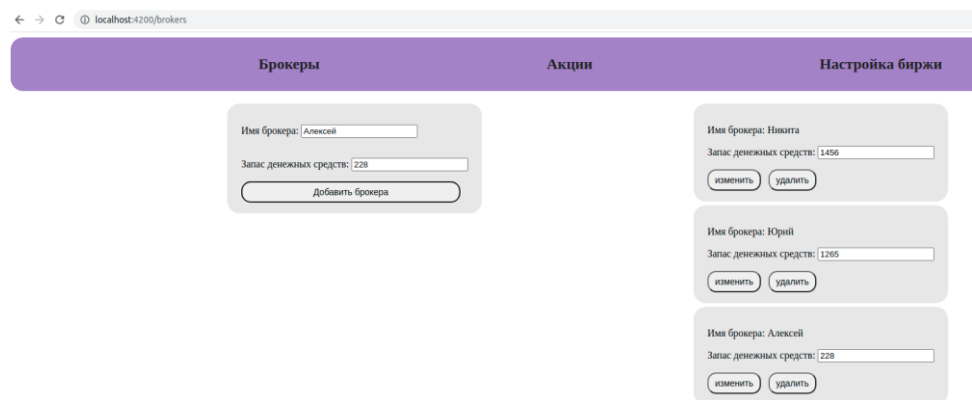 localhost:4200/brokers
Брокеры Акции Настройка биржи
Имя брокера: Алексей
Запас денежных средств: 228
Добавить брокера
Имя брокера: Никита
Запас денежных средств: 1456
изменить удалить
Имя брокера: Юрий
Запас денежных средств: 1265
изменить удалить
Имя брокера: Алексей
Запас денежных средств: 228
изменить удалить